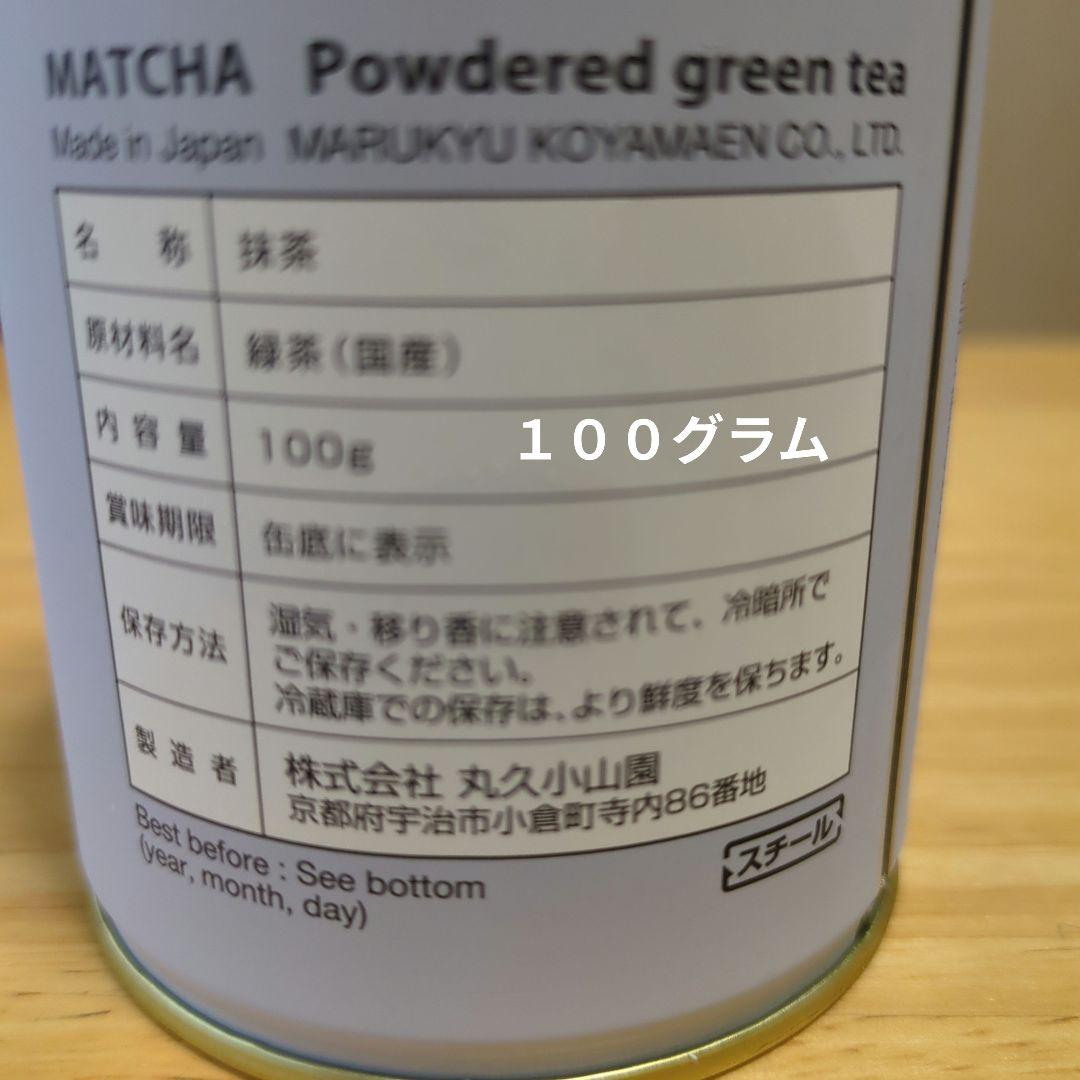 MATCHA Powdered green tea
Made in Japan MARUKYU KOYAMAEN CO., LTD.
名称 抹茶
原材料名 緑茶(国産)
内容量 100g １００グラム
賞味期限 缶底に表示
保存方法 湿気・移り香に注意されて、冷暗所で
ご保存ください。
冷蔵庫での保存は、より鮮度を保ちます。
製造者 株式会社 丸久小山園
京都府宇治市小倉町寺内86番地
Best before : See bottom
(year, month, day)
スチール